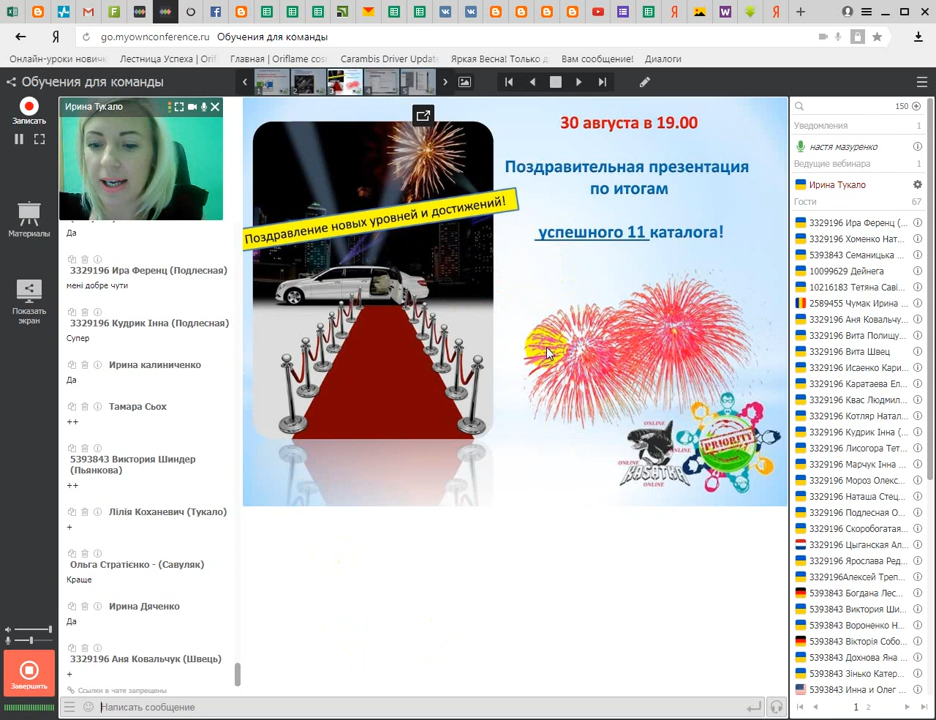 go.myownconference.ru
Обучения для команды
Онлайн-уроки нович
Лестница Успеха | Orif
Главная | Oriflame cos
Carambis Driver Updat
Яркая Весна! Только д
Вам сообщение!
Диалоги
Обучения для команды
Записать
Материалы
Показать
экран
Завершить
Ирина Тукало
Да
3329196 Ира Ференц (Подлесная)
мені добре чути
3329196 Кудрик Інна (Подлесная)
Супер
Ирина калиниченко
Да
Тамара Сьох
++
5393843 Виктория Шиндер
(Пьянкова)
++
Лілія Коханевич (Тукало)
+
Ольга Стратієнко - (Савуляк)
Краще
Ирина Дяченко
Да
3329196 Аня Ковальчук (Швець)
+
Ссылки в чате запрещены
Написать сообщение
Поздравление новых уровней и достижений!
30 августа в 19.00
Поздравительная презентация
по итогам
успешного 11 каталога!
ONLINE
ONLINE
KASATKA
ONLINE
PRIORITY
150
Уведомления
1
настя мазуренко
Ведущие вебинара
1
Ирина Тукало
Гости
67
3329196 Ира Ференц (...
3329196 Хоменко Нат...
5393843 Семаницька ...
10099629 Дейнега
10216183 Тетяна Саві...
2589455 Чумак Ирина ...
3329196 Аня Ковальчу...
3329196 Вита Полищу...
3329196 Вита Швец
3329196 Исаенко Кари...
3329196 Каратаева Ел...
3329196 Квас Людмил...
3329196 Котляр Натал...
3329196 Кудрик Інна (...
3329196 Лисогора Тет...
3329196 Марчук Інна ...
3329196 Мороз Олекс...
3329196 Наташа Стец...
3329196 Подлесная О...
3329196 Скоробогатая...
3329196 Цыганская Ал...
3329196 Ярослава Ред...
3329196Алексей Треп...
5393843 Богдана Лес...
5393843 Виктория Ши...
5393843 Вороненко Н...
5393843 Вікторія Собо...
5393843 Дохнова Яна ...
5393843 Зінько Катер...
5393843 Инна и Олег ...
1 2